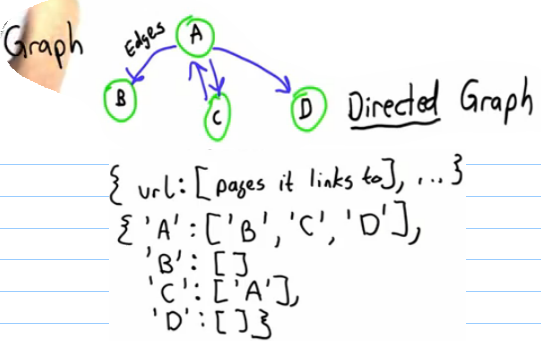 Graph
Edges
A
B
C
D
Directed Graph
{ url: [pages it links to], ... }
{ 'A': ['B', 'C', 'D'],
'B': []
'C': ['A'],
'D': [] }